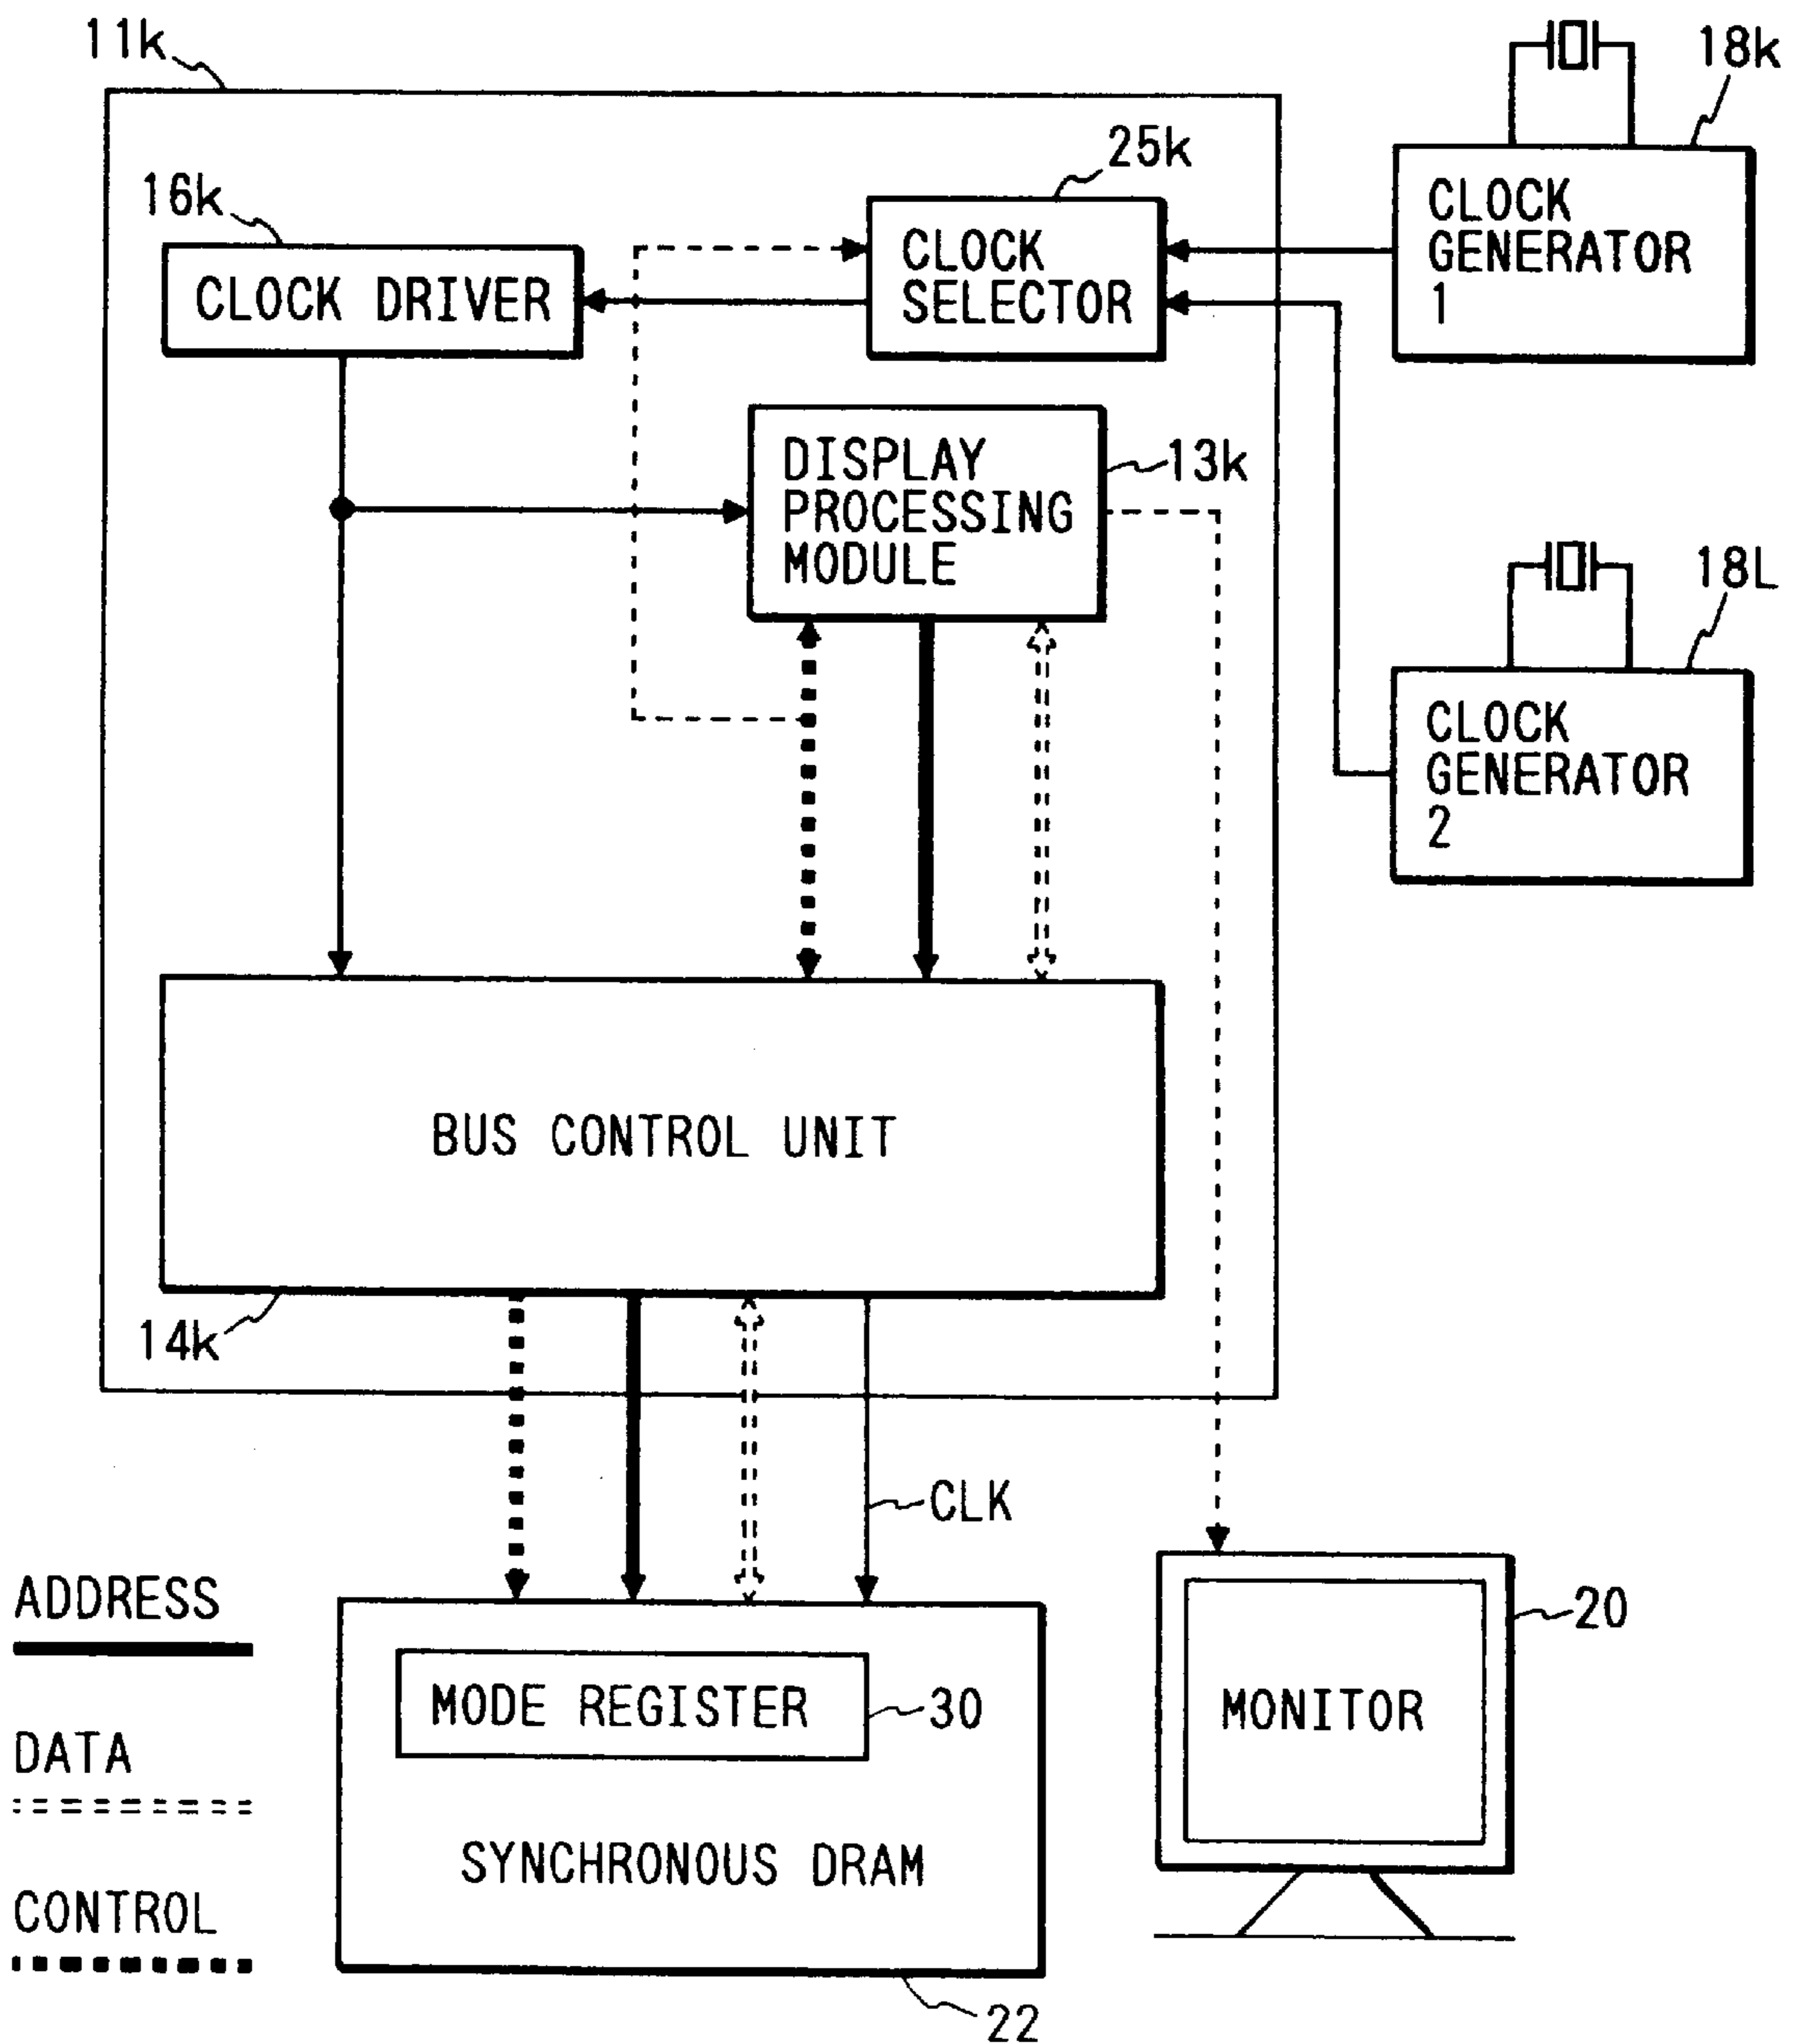 11k
18k
25k
CLOCK
GENERATOR
1
16k
CLOCK
SELECTOR
CLOCK DRIVER
DISPLAY
PROCESSING
MODULE
13k
18L
CLOCK
GENERATOR
2
BUS CONTROL UNIT
14k
CLK
ADDRESS
20
MODE REGISTER
30
MONITOR
DATA
SYNCHRONOUS DRAM
CONTROL
22